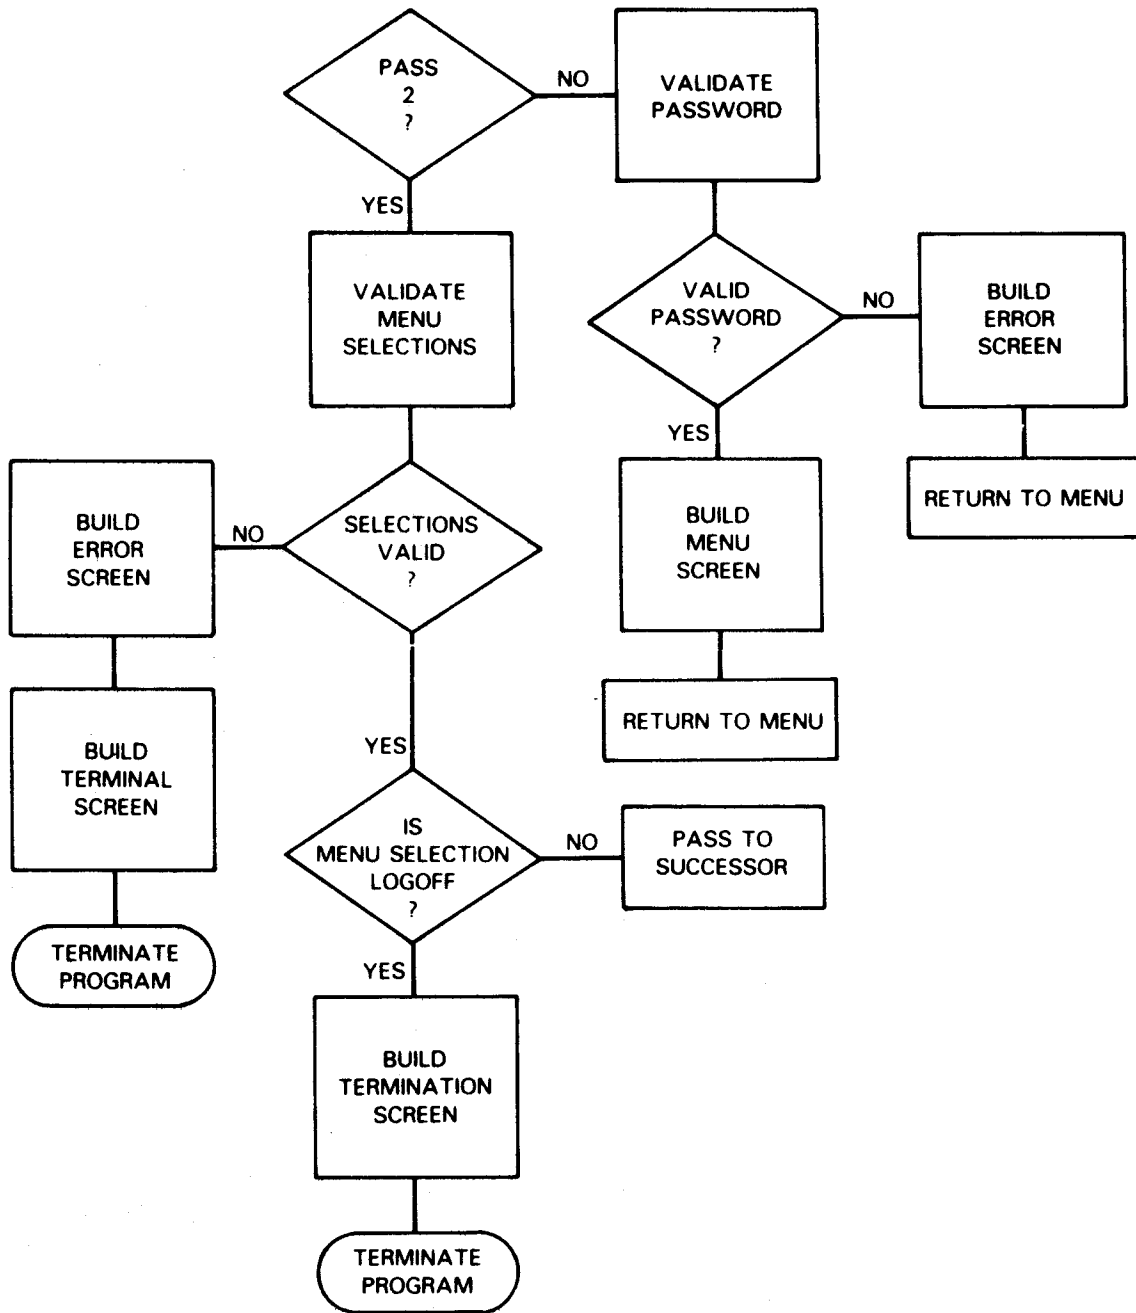 PASS
2
?
NO
VALIDATE
PASSWORD
YES
VALIDATE
MENU
SELECTIONS
VALID
PASSWORD
?
NO
BUILD
ERROR
SCREEN
YES
RETURN TO MENU
BUILD
ERROR
SCREEN
NO
SELECTIONS
VALID
?
BUILD
MENU
SCREEN
RETURN TO MENU
BUILD
TERMINAL
SCREEN
YES
IS
MENU SELECTION
LOGOFF
?
NO
PASS TO
SUCCESSOR
TERMINATE
PROGRAM
YES
BUILD
TERMINATION
SCREEN
TERMINATE
PROGRAM